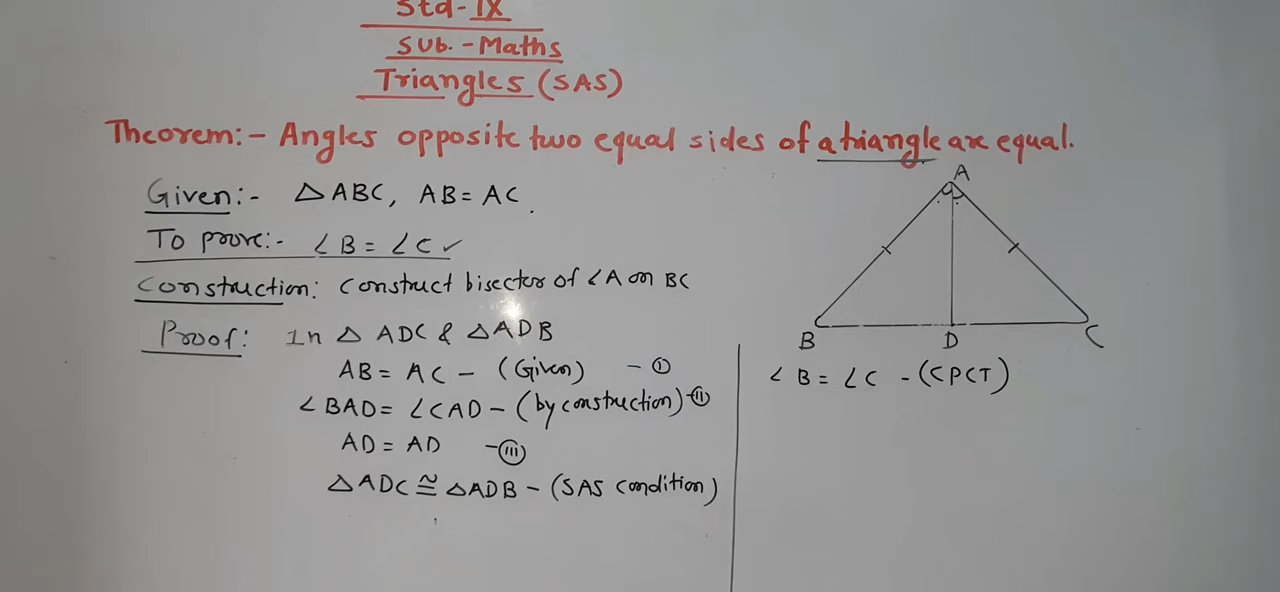 Std-IX
Sub.-Maths
Triangles (SAS)
Theorem:- Angles opposite two equal sides of a triangle are equal.
Given:- △ABC, AB = AC.
To prove:- ∠B = ∠C ✓
Construction: Construct bisector of ∠A on BC
Proof: In △ ADC & △ADB
AB = AC - (Given) - (I)
∠BAD = ∠CAD - (by construction) - (II)
AD = AD - (III)
△ADC ≅ △ADB - (SAS condition)
A
B
D
C
∠B = ∠C - (CPCT)